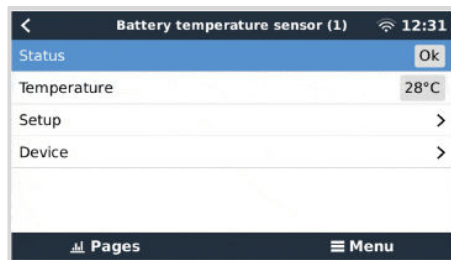 Battery temperature sensor (1) 12:31
Status Ok
Temperature 28°C
Setup
Device
Pages Menu